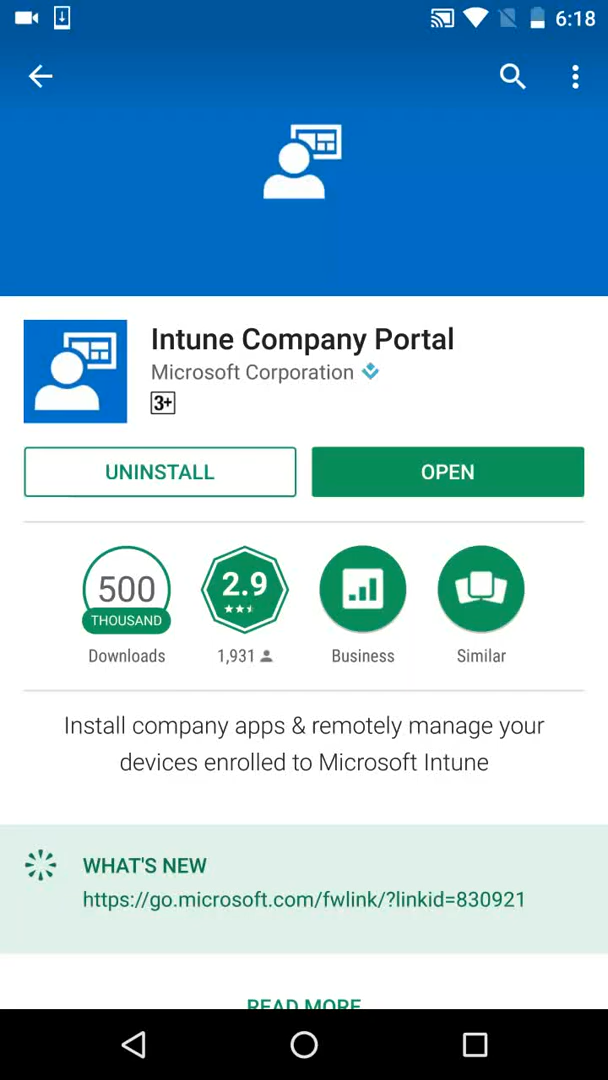 6:18
Intune Company Portal
Microsoft Corporation
3+
UNINSTALL
OPEN
500
THOUSAND
Downloads
2.9
1,931
Business
Similar
Install company apps & remotely manage your
devices enrolled to Microsoft Intune
WHAT'S NEW
https://go.microsoft.com/fwlink/?linkid=830921
READ MORE